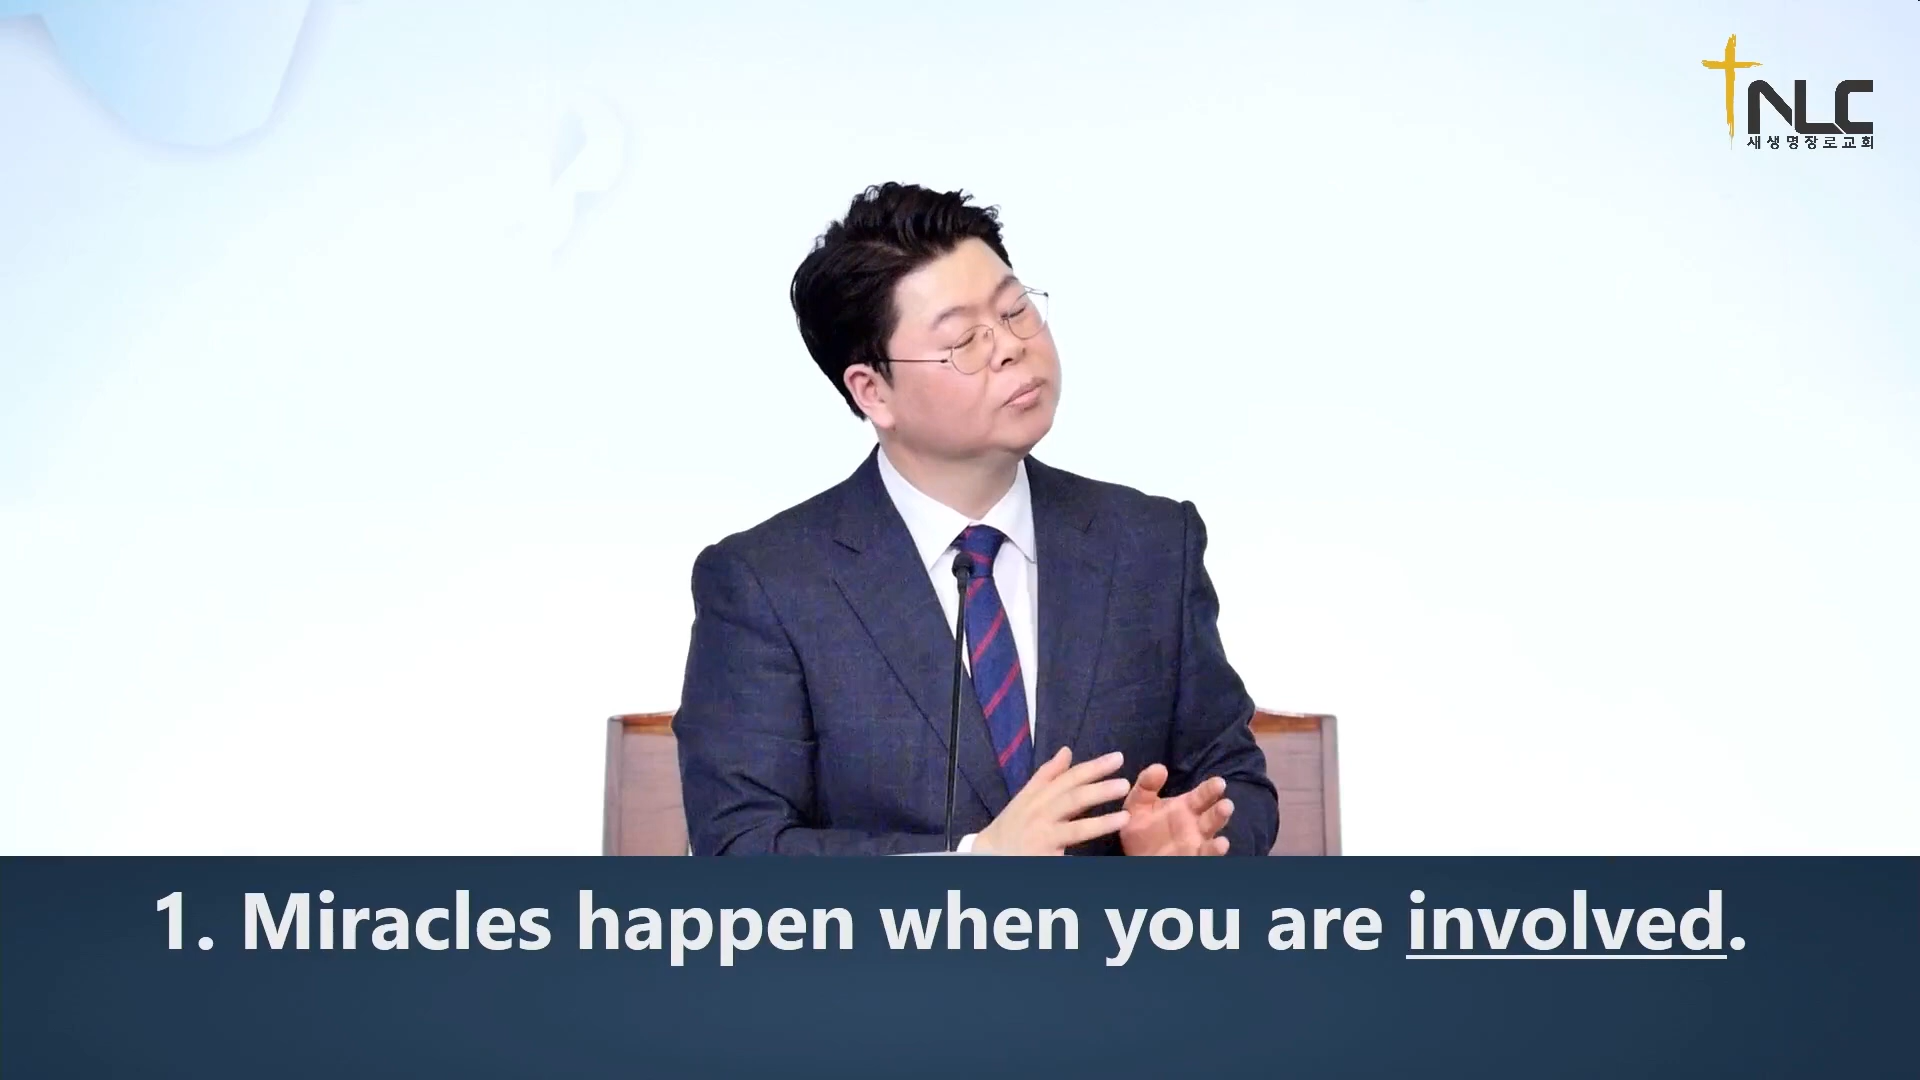 NLC
새생명장로교회
1. Miracles happen when you are involved.